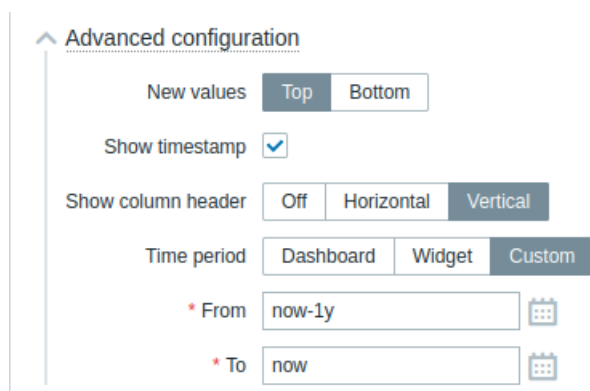 Advanced configuration
New values Top Bottom
Show timestamp
Show column header Off Horizontal Vertical
Time period Dashboard Widget Custom
* From now-1y
* To now